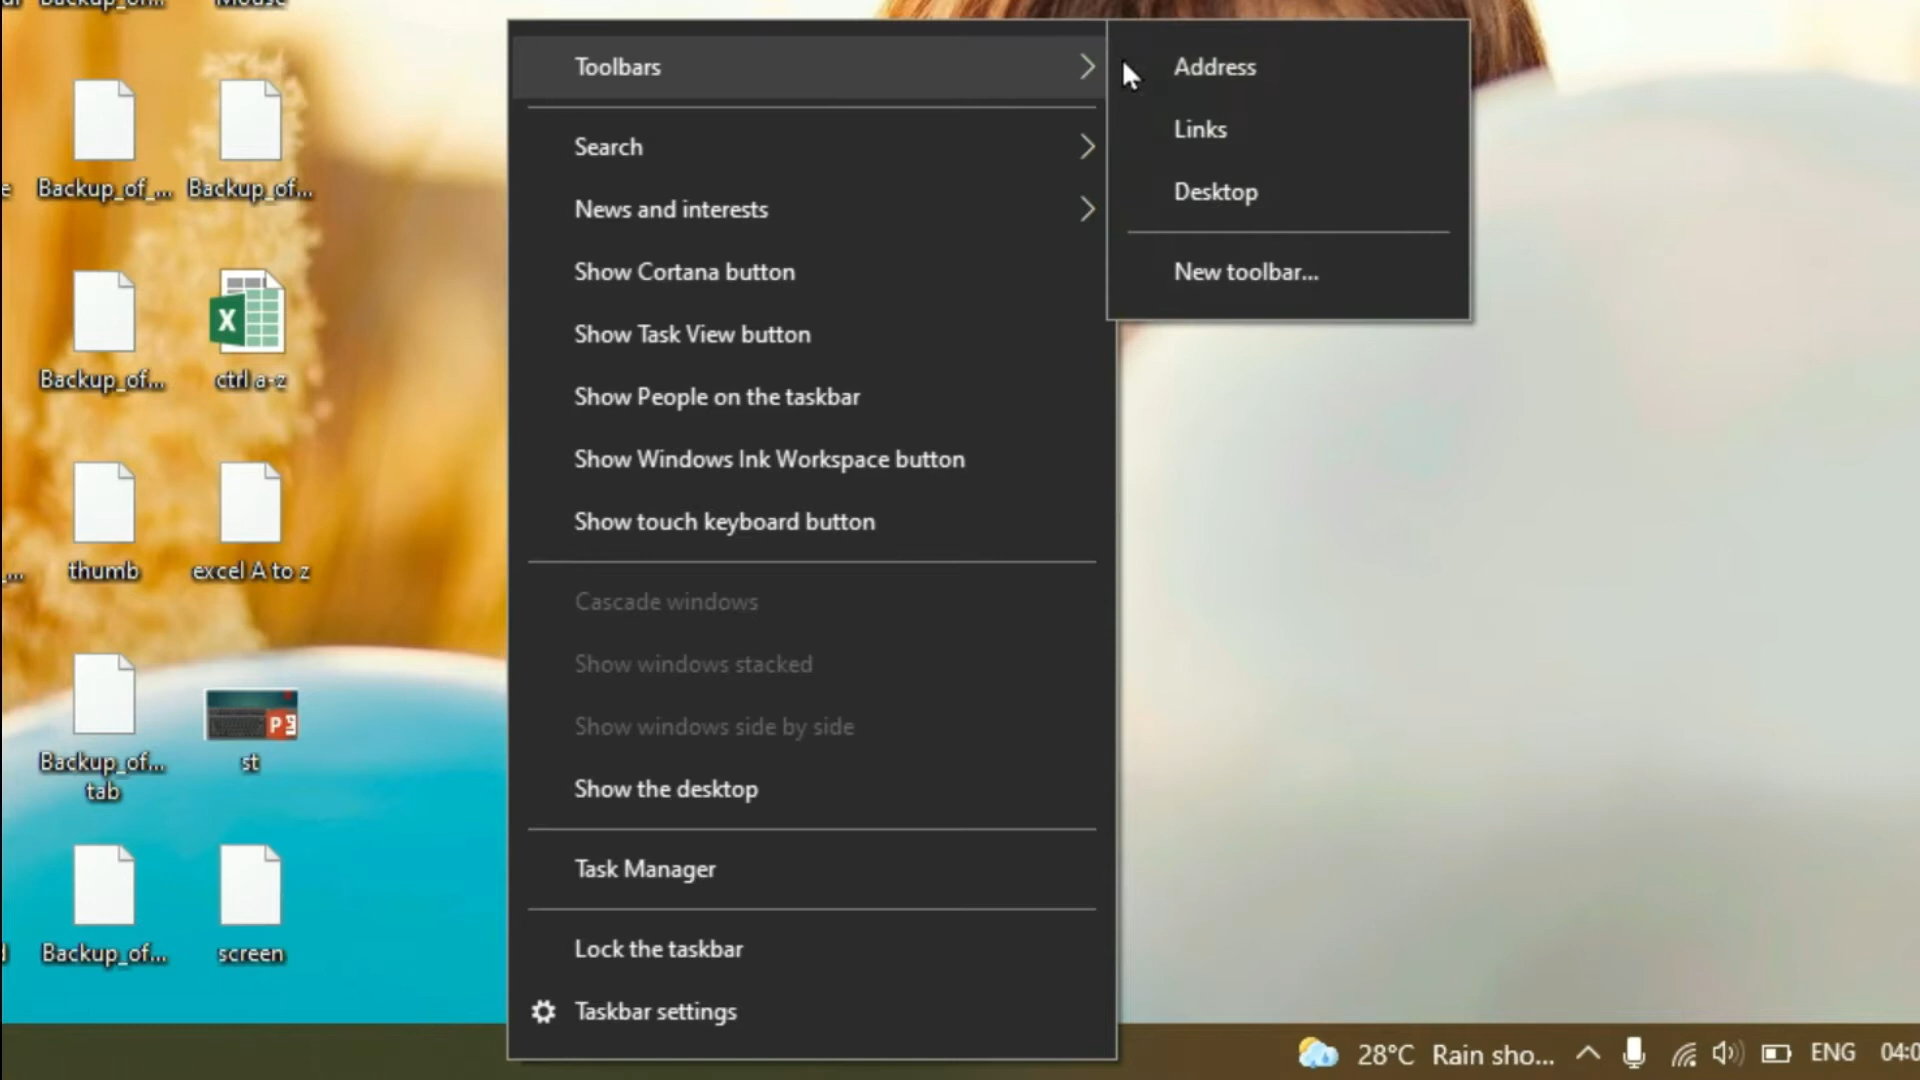 Backup_of_...
Backup_of...
Backup_of...
ctrl a-z
thumb
excel A to z
Backup_of...
tab
st
Backup_of...
screen
Toolbars
Search
News and interests
Show Cortana button
Show Task View button
Show People on the taskbar
Show Windows Ink Workspace button
Show touch keyboard button
Cascade windows
Show windows stacked
Show windows side by side
Show the desktop
Task Manager
Lock the taskbar
Taskbar settings
Address
Links
Desktop
New toolbar...
28°C Rain sho... ENG 04:0